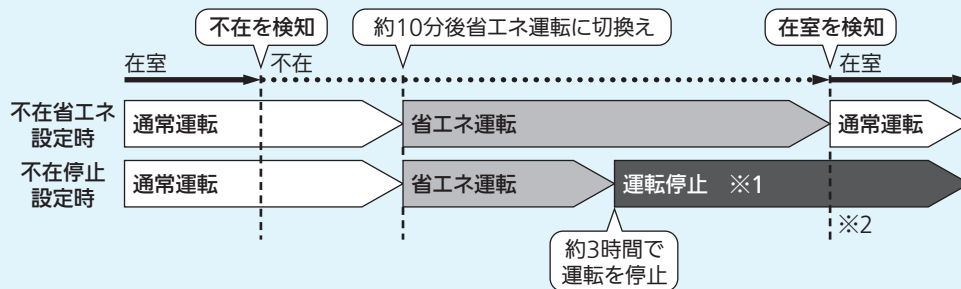 不在を検知
約10分後省エネ運転に切換え
在室を検知
在室
不在
在室
不在省エネ
設定時
通常運転
省エネ運転
通常運転
不在停止
設定時
通常運転
省エネ運転
運転停止 ※1
※2
約3時間で
運転を停止